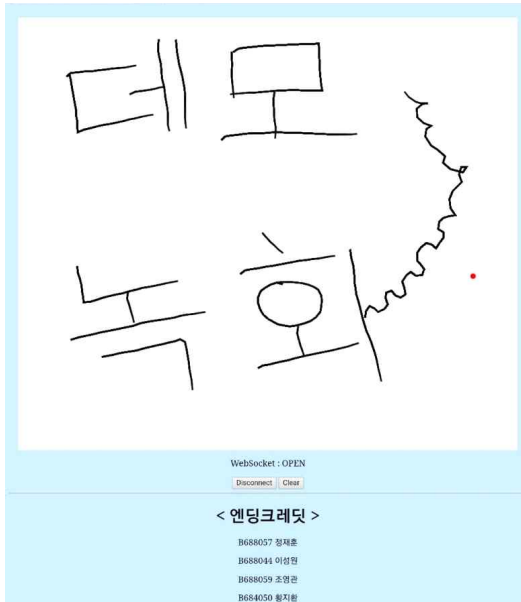 데모
녹화
WebSocket : OPEN
Disconnect Clear
< 엔딩크레딧 >
B688057 정재훈
B688044 이성원
B688059 조영관
B684050 황지환